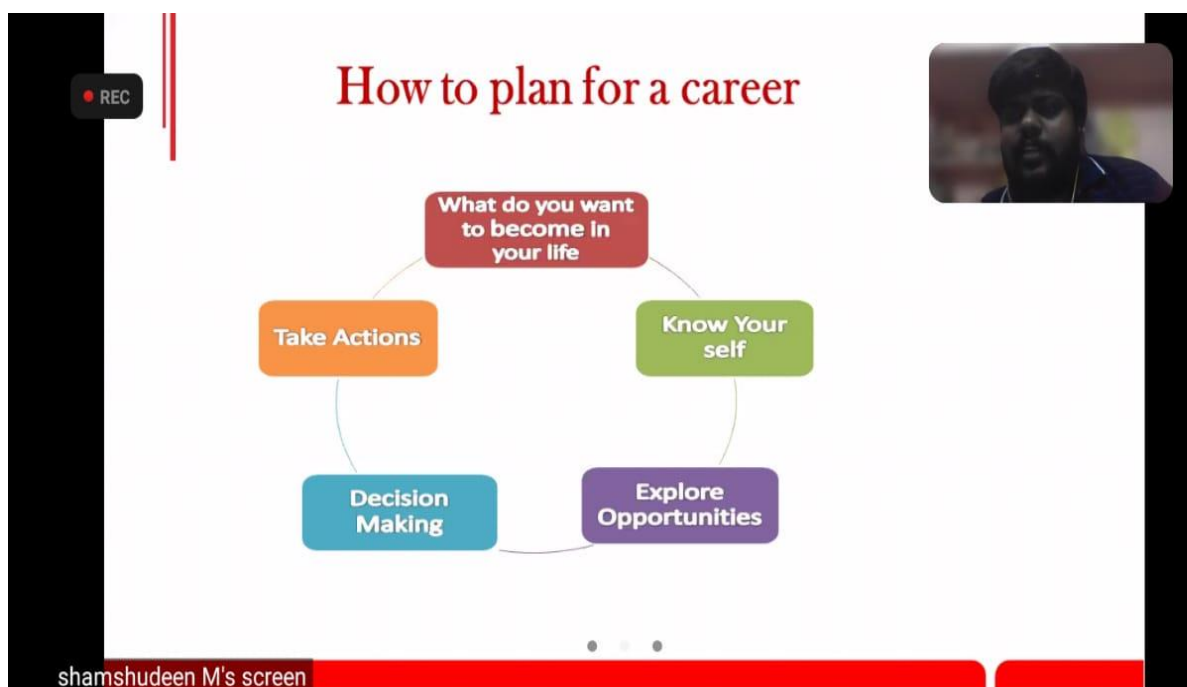 How to plan for a career
REC
What do you want
to become in
your life
Take Actions
Know Your
self
Decision
Making
Explore
Opportunities
shamshudeen M's screen